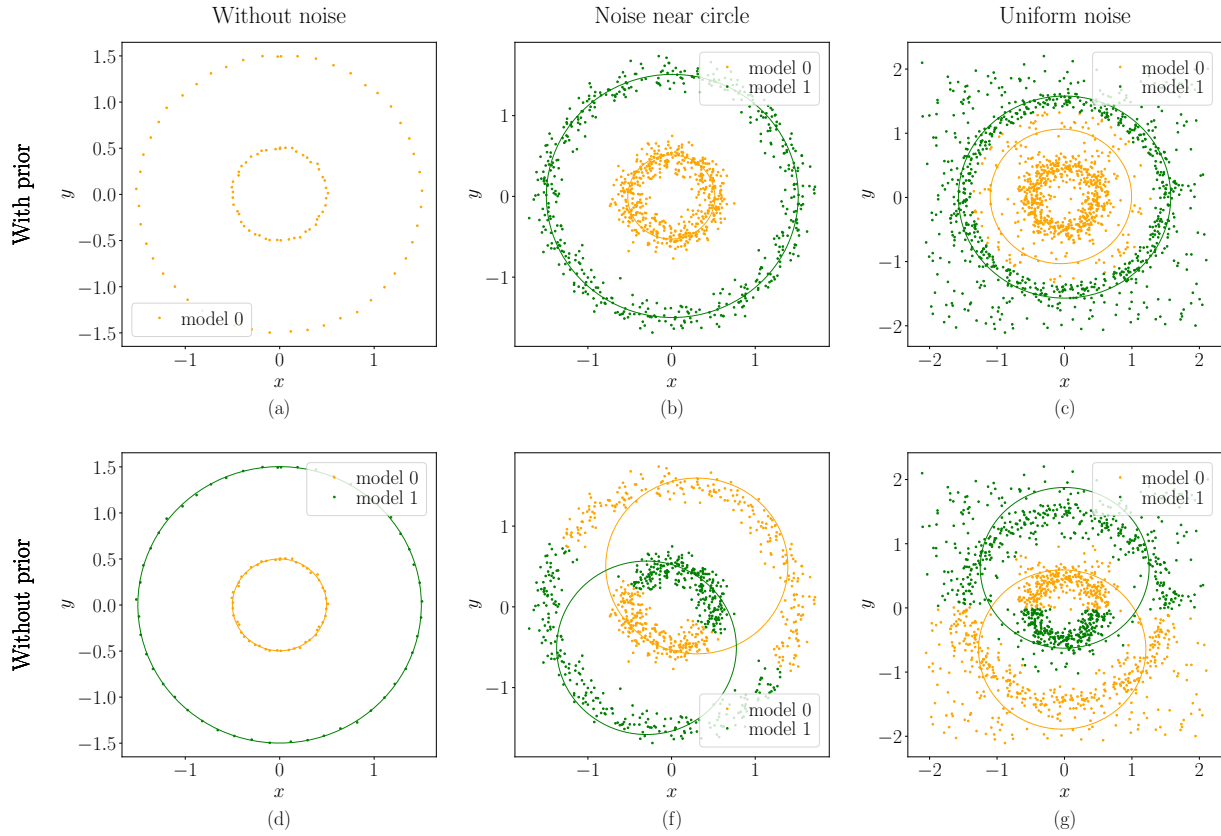 Without noise
Noise near circle
Uniform noise
With prior
1.5
1.0
0.5
0.0
−0.5
−1.0
−1.5
y
−1
0
1
x
model 0
(a)
1
0
−1
y
−1
0
1
x
model 0
model 1
(b)
2
1
0
−1
−2
y
−2
−1
0
1
2
x
model 0
model 1
(c)
Without prior
1.5
1.0
0.5
0.0
−0.5
−1.0
−1.5
y
−1
0
1
x
model 0
model 1
(d)
1
0
−1
y
−1
0
1
x
model 0
model 1
(f)
2
1
0
−1
−2
y
−2
−1
0
1
2
x
model 0
model 1
(g)